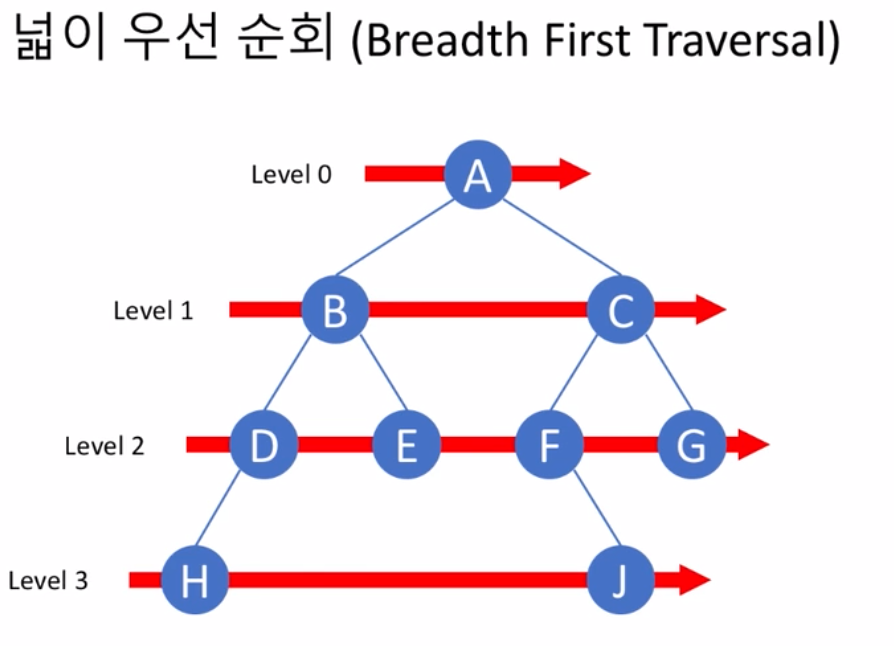 넓이 우선 순회 (Breadth First Traversal)
Level 0
A
Level 1
B
C
Level 2
D
E
F
G
Level 3
H
J